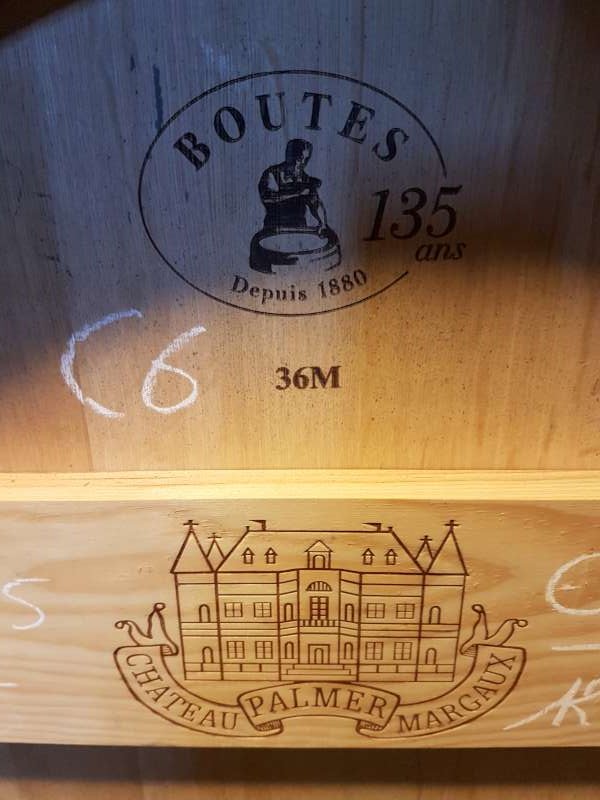 BOUTES
135
ans
Depuis 1880
C6
36M
S
CHATEAU PALMER MARGAUX